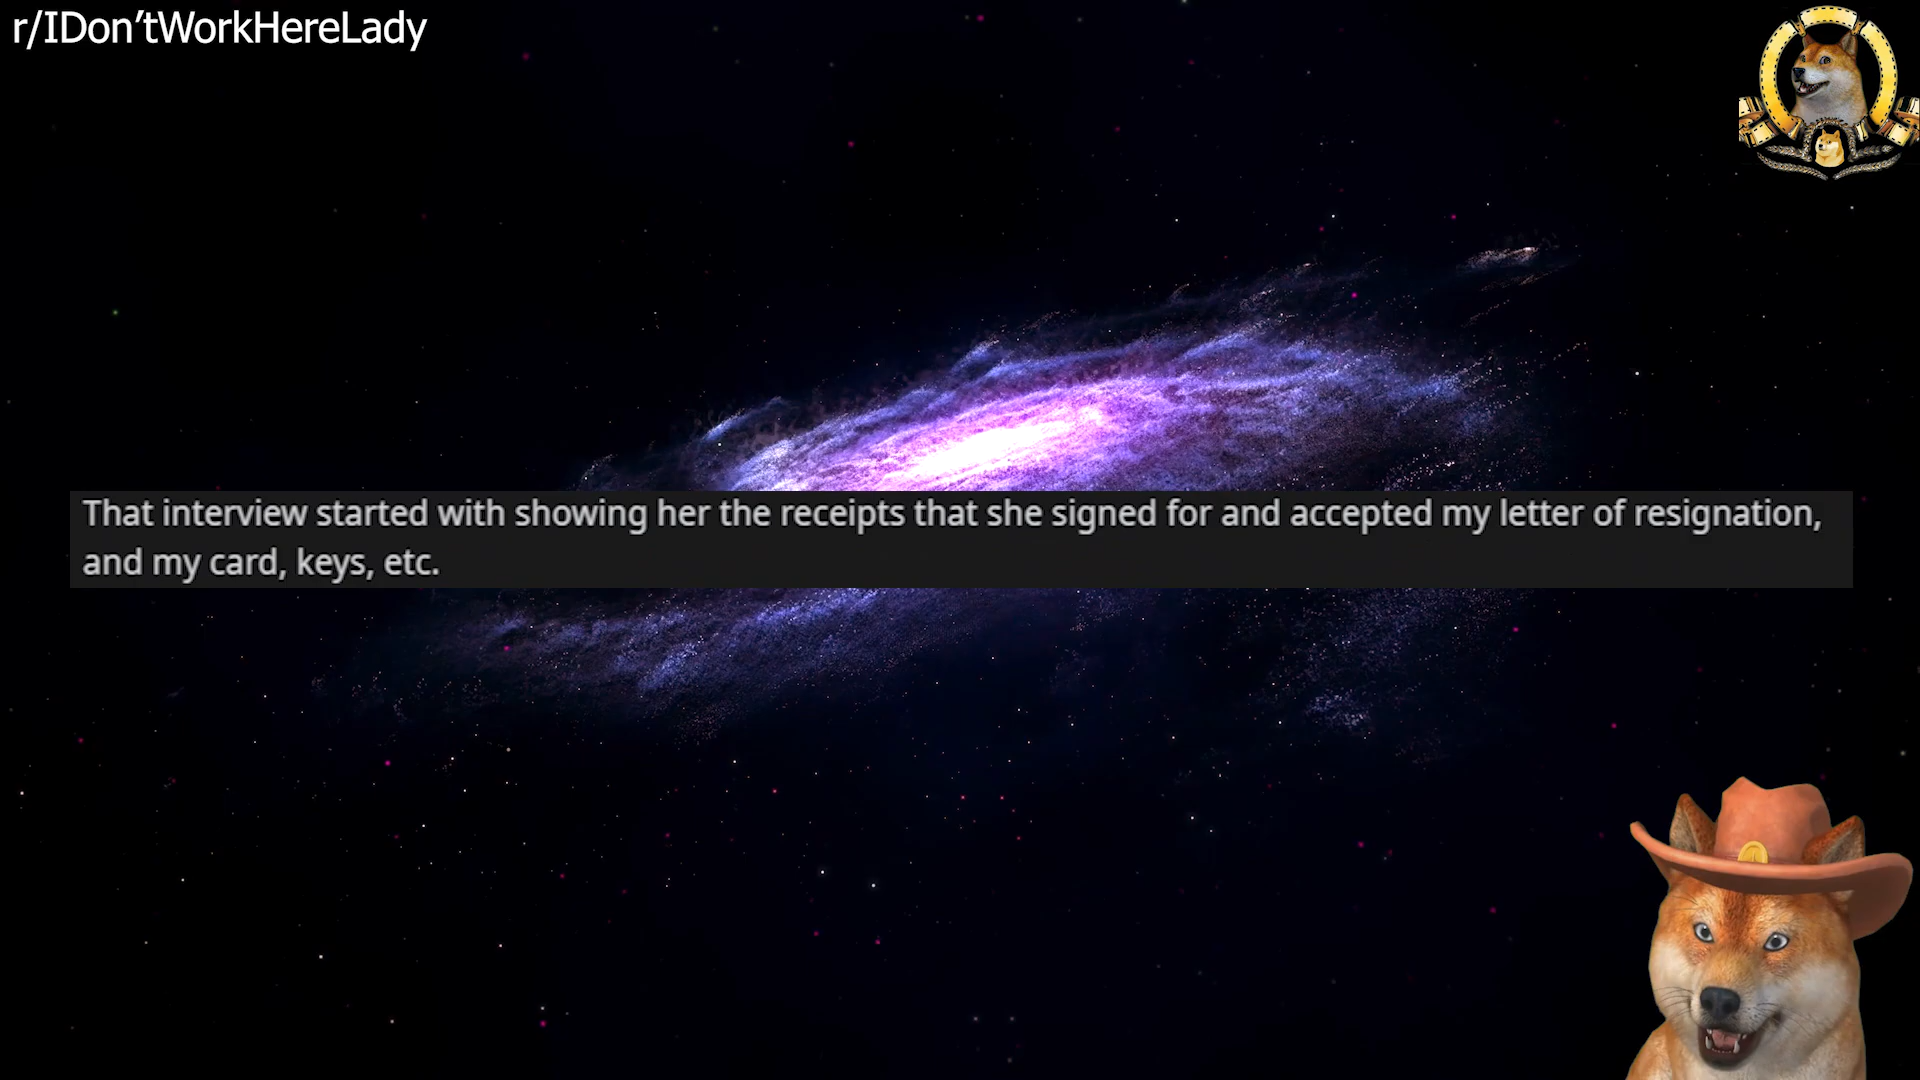 r/IDon'tWorkHereLady
That interview started with showing her the receipts that she signed for and accepted my letter of resignation,
and my card, keys, etc.